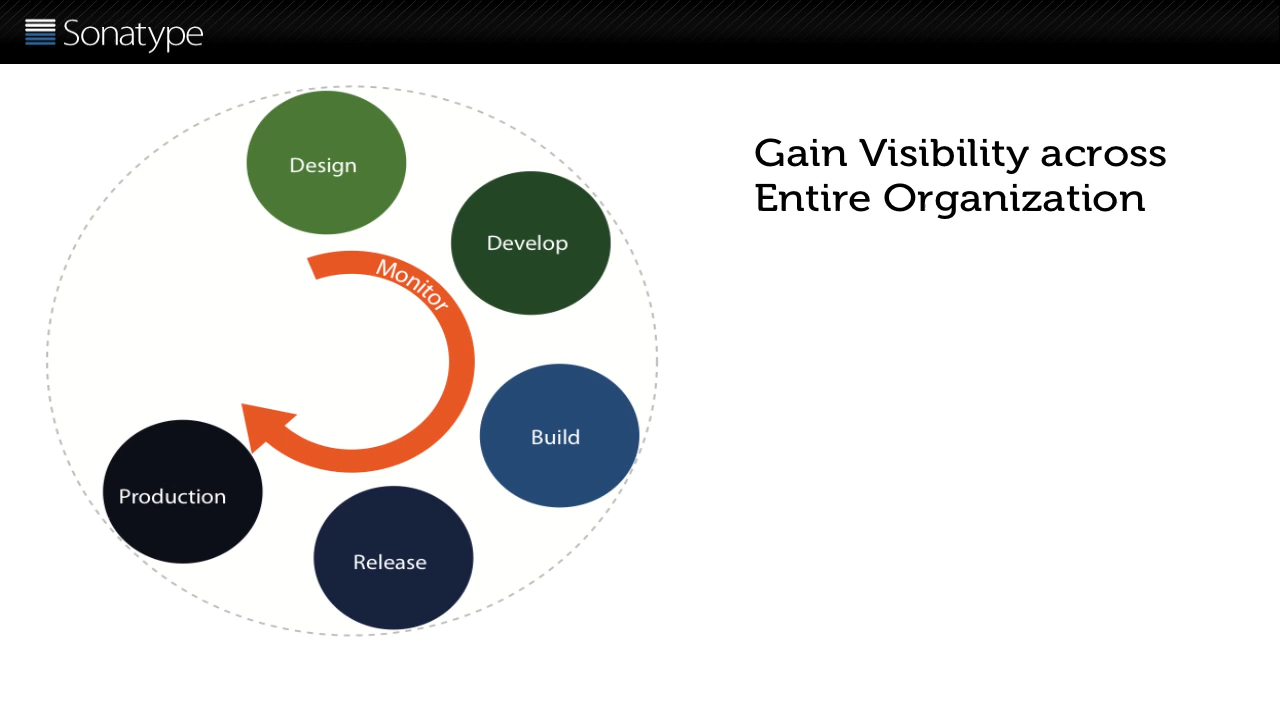 Sonatype
Design
Gain Visibility across
Entire Organization
Develop
Monitor
Build
Production
Release